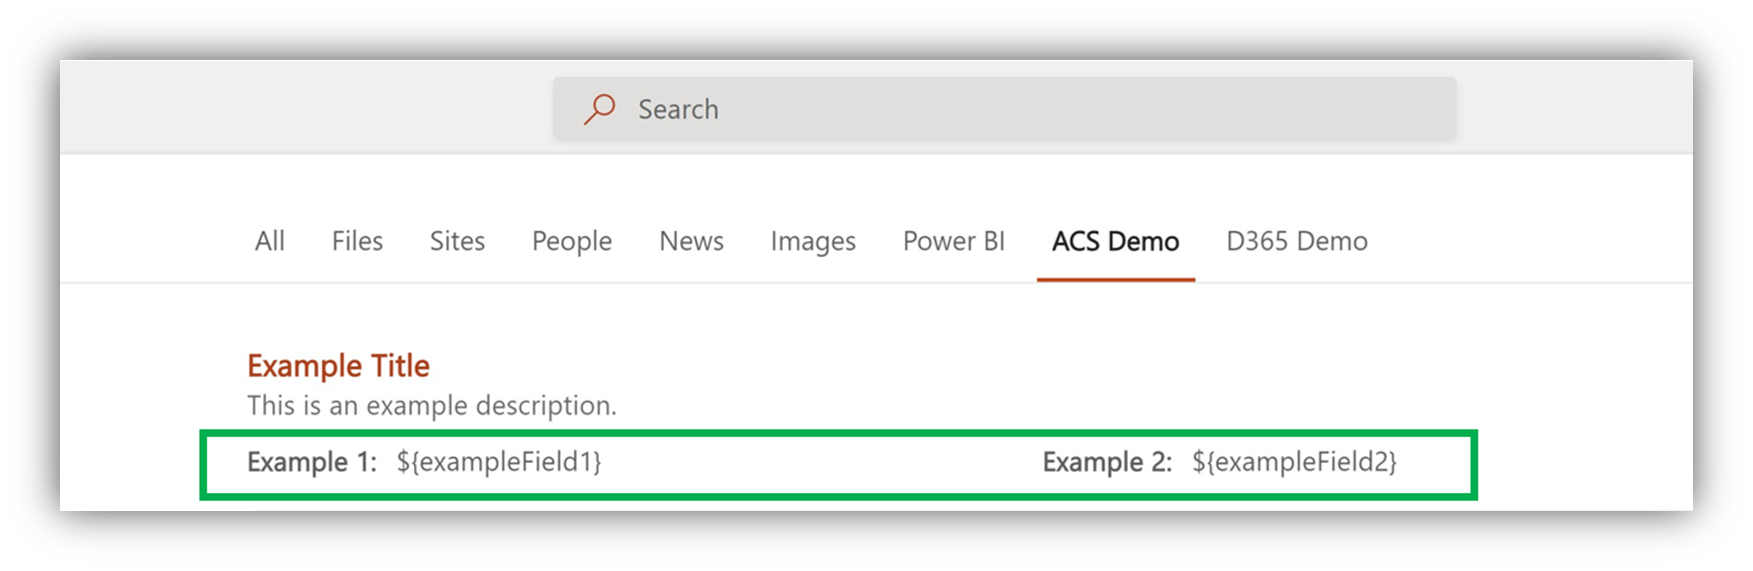 Search
All Files Sites People News Images Power BI ACS Demo D365 Demo
Example Title
This is an example description.
Example 1: ${exampleField1} Example 2: ${exampleField2}